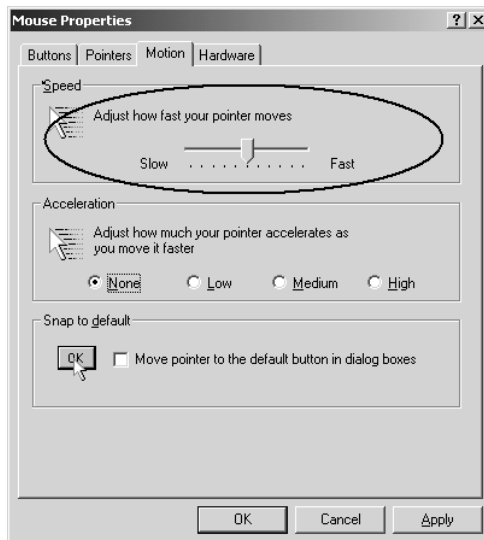 Mouse Properties
? X
Buttons Pointers Motion Hardware
Speed
Adjust how fast your pointer moves
Slow Fast
Acceleration
Adjust how much your pointer accelerates as
you move it faster
None Low Medium High
Snap to default
OK Move pointer to the default button in dialog boxes
OK Cancel Apply